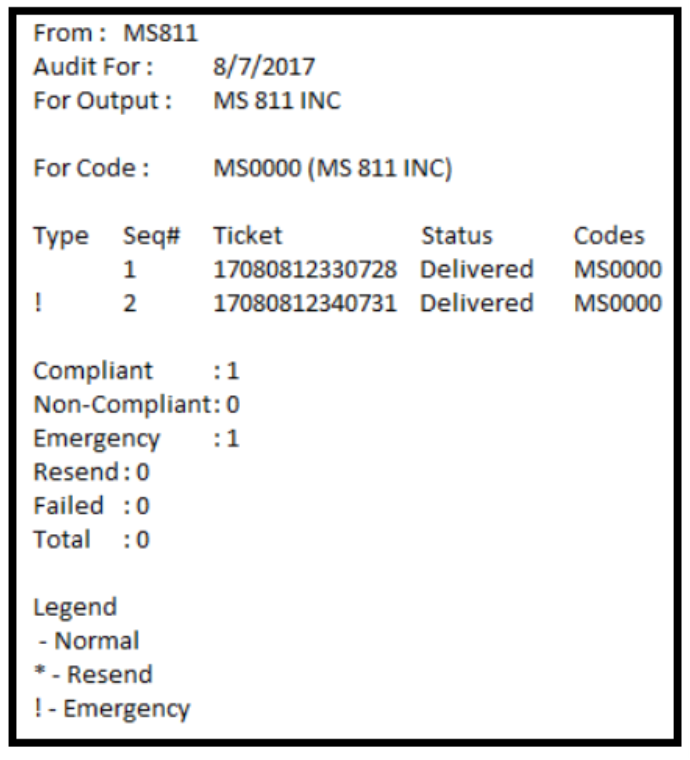 From : MS811
Audit For : 8/7/2017
For Output : MS 811 INC
For Code : MS0000 (MS 811 INC)
Type Seq# Ticket Status Codes
1 17080812330728 Delivered MS0000
! 2 17080812340731 Delivered MS0000
Compliant : 1
Non-Compliant: 0
Emergency : 1
Resend : 0
Failed : 0
Total : 0
Legend
- Normal
* - Resend
! - Emergency